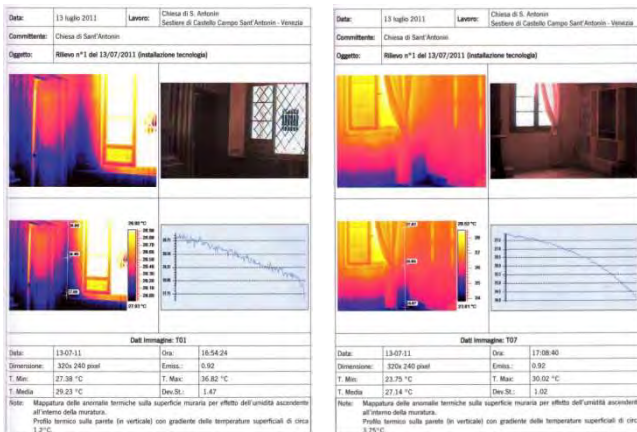 Data:
13 luglio 2011
Lavoro:
Chiesa di S. Antonin
Sestiere di Castello Campo Sant'Antonin - Venezia
Committente:
Chiesa di Sant'Antonin
Oggetto:
Rilievo n°1 del 13/07/2011 (installazione tecnologia)
Dati Immagine: T01
Data:
13-07-11
Ora:
16:54:24
Dimensione:
320x 240 pixel
Emiss.:
0.92
T. Min:
27.38 °C
T. Max:
36.82 °C
T. Media
29.23 °C
Dev.St.:
1.47
Note: Mappatura delle anomalie termiche sulla superficie muraria per effetto dell'umidità ascendente
all'interno della muratura.
Profilo termico sulla parete (in verticale) con gradiente delle temperature superficiali di circa
1.2°C.
Data:
13 luglio 2011
Lavoro:
Chiesa di S. Antonin
Sestiere di Castello Campo Sant'Antonin - Venezia
Committente:
Chiesa di Sant'Antonin
Oggetto:
Rilievo n°1 del 13/07/2011 (installazione tecnologia)
Dati Immagine: T07
Data:
13-07-11
Ora:
17:08:40
Dimensione:
320x 240 pixel
Emiss.:
0.92
T. Min:
23.75 °C
T. Max:
30.02 °C
T. Media
27.14 °C
Dev.St.:
1.02
Note: Mappatura delle anomalie termiche sulla superficie muraria per effetto dell'umidità ascendente
all'interno della muratura.
Profilo termico sulla parete (in verticale) con gradiente delle temperature superficiali di circa
3.75°C.